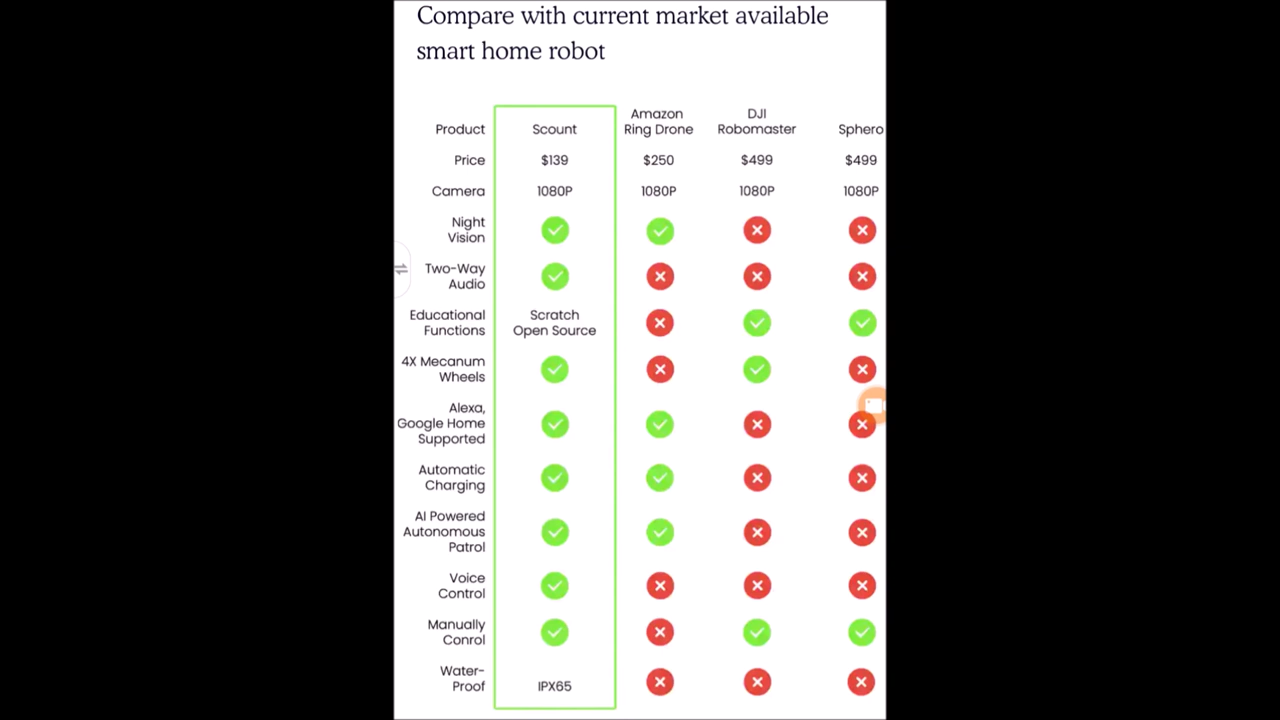 Compare with current market available
smart home robot
Product Scount Amazon Ring Drone DJI Robomaster Sphero
Price $139 $250 $499 $499
Camera 1080P 1080P 1080P 1080P
Night
Vision
Two-Way
Audio
Educational
Functions
Scratch
Open Source
4X Mecanum
Wheels
Alexa,
Google Home
Supported
Automatic
Charging
AI Powered
Autonomous
Patrol
Voice
Control
Manually
Conrol
Water-
Proof
IPX65